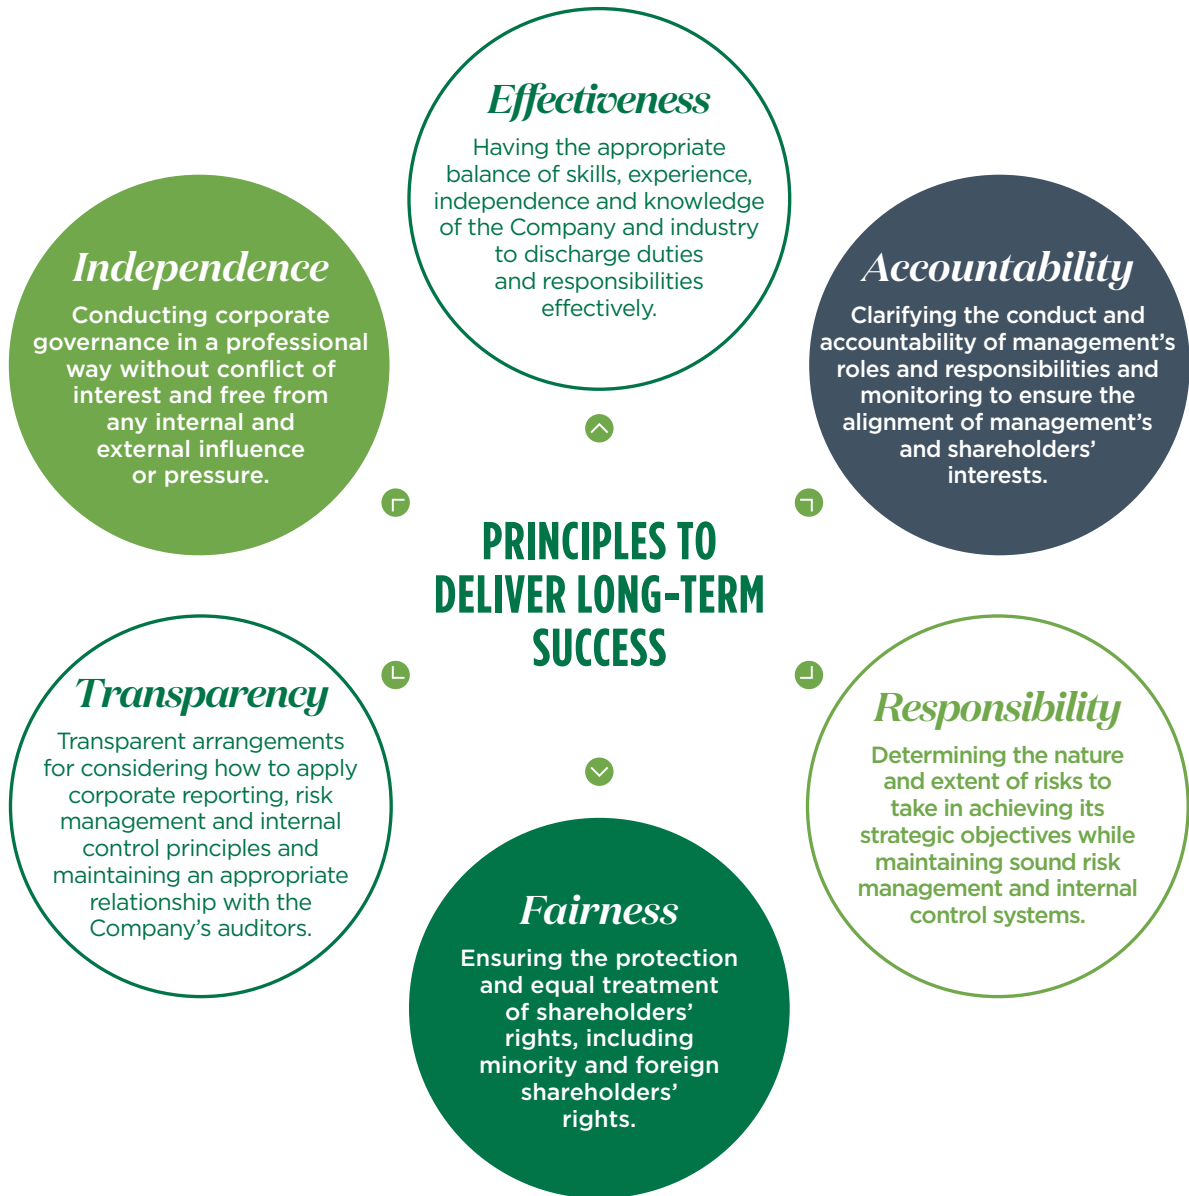 Effectiveness
Having the appropriate
balance of skills, experience,
independence and knowledge
of the Company and industry
to discharge duties
and responsibilities
effectively.
Independence
Conducting corporate
governance in a professional
way without conflict of
interest and free from
any internal and
external influence
or pressure.
Accountability
Clarifying the conduct and
accountability of management’s
roles and responsibilities and
monitoring to ensure the
alignment of management’s
and shareholders’
interests.
PRINCIPLES TO
DELIVER LONG-TERM
SUCCESS
Transparency
Transparent arrangements
for considering how to apply
corporate reporting, risk
management and internal
control principles and
maintaining an appropriate
relationship with the
Company’s auditors.
Responsibility
Determining the nature
and extent of risks to
take in achieving its
strategic objectives while
maintaining sound risk
management and internal
control systems.
Fairness
Ensuring the protection
and equal treatment
of shareholders’
rights, including
minority and foreign
shareholders’
rights.